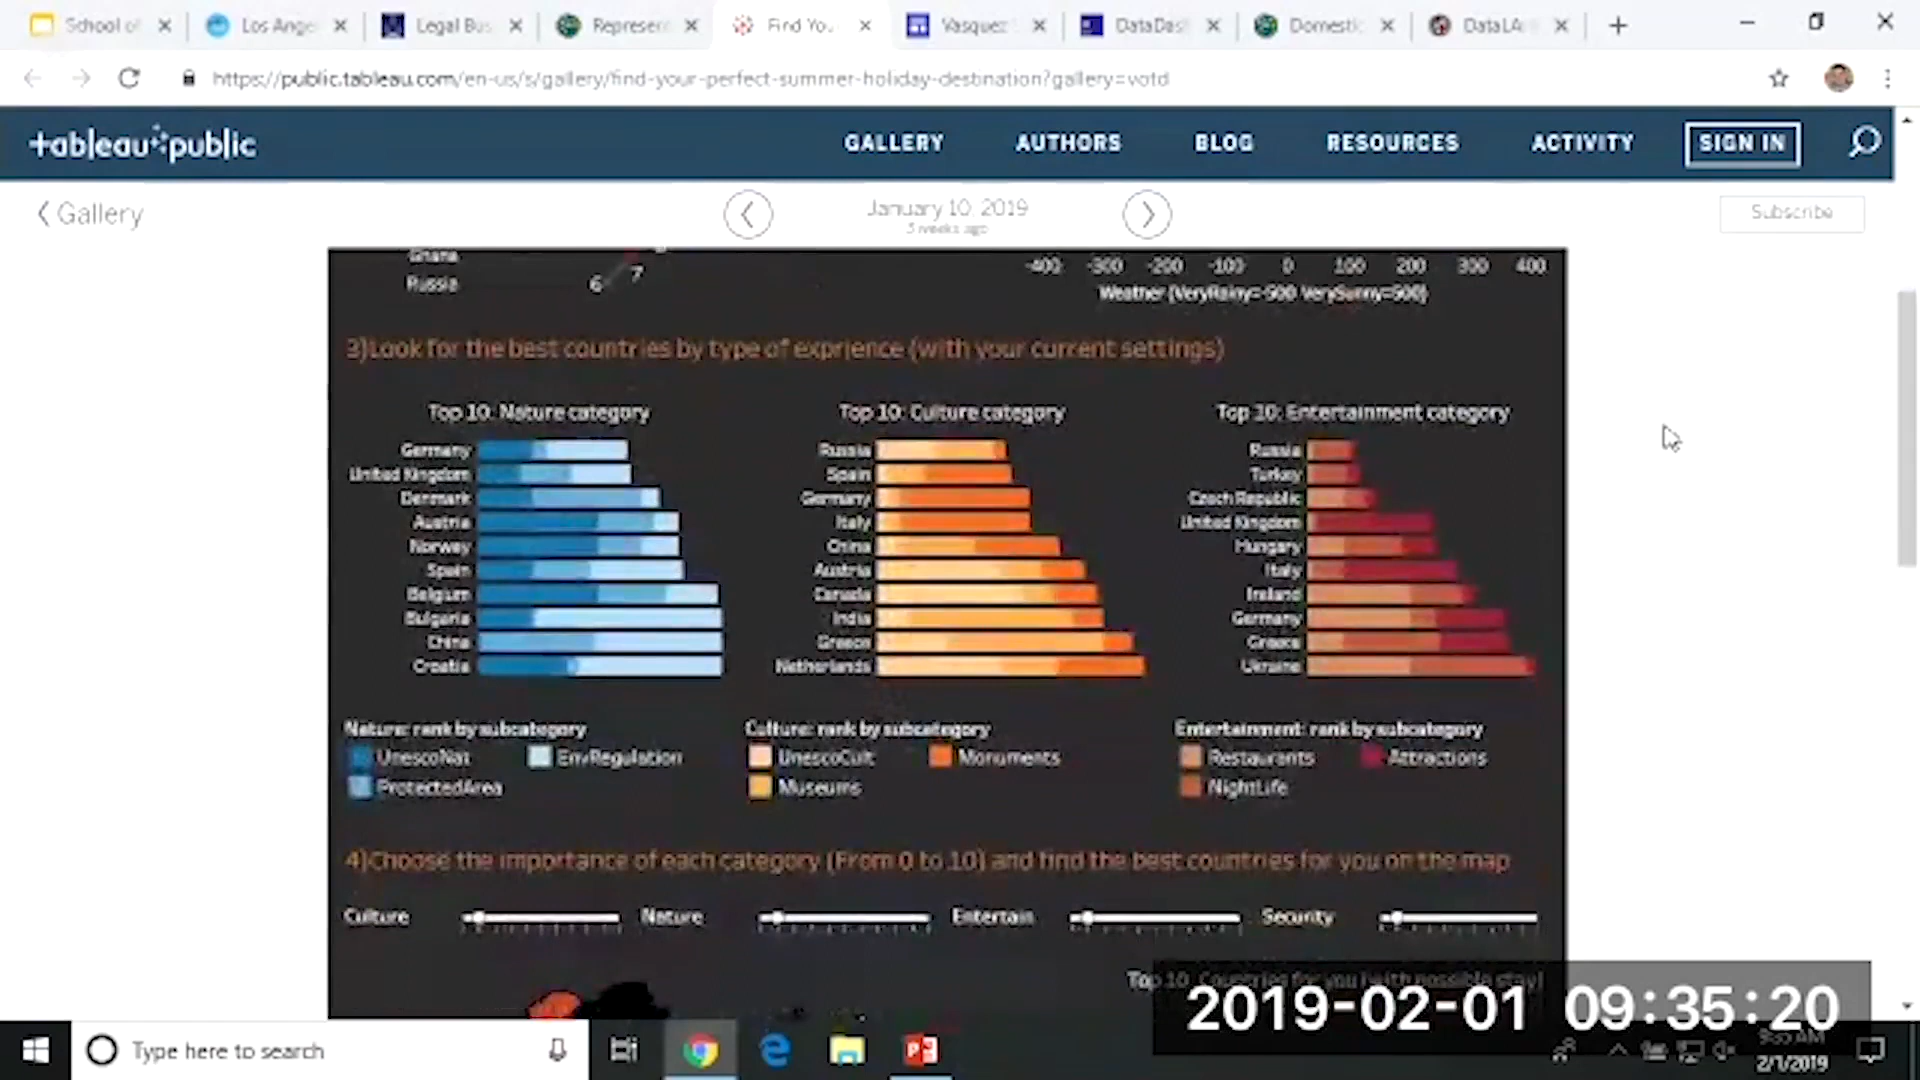 School of
Los Ange
Legal Bus
Represen
Find You
Vasquez
DataDas
Domestic
DataLA
https://public.tableau.com/en-us/s/gallery/find-your-perfect-summer-holiday-destination?gallery=votd
+ableau public
GALLERY AUTHORS BLOG RESOURCES ACTIVITY SIGN IN
Gallery
January 10, 2019
3 weeks ago
Subscribe
Ghana
Russia
6 7
-400 -300 -200 -100 0 100 200 300 400
Weather (VeryRainy=-500 VerySunny=500)
3)Look for the best countries by type of exprience (with your current settings)
Top 10: Nature category
Germany
United Kingdom
Denmark
Austria
Norway
Spain
Belgium
Bulgaria
China
Croatia
Top 10: Culture category
Russia
Spain
Germany
Italy
China
Austria
Canada
India
Greece
Netherlands
Top 10: Entertainment category
Russia
Turkey
Czech Republic
United Kingdom
Hungary
Italy
Ireland
Germany
Greece
Ukraine
Nature: rank by subcategory
UnescoNat EnvRegulation
ProtectedArea
Culture: rank by subcategory
UnescoCult Monuments
Museums
Entertainment: rank by subcategory
Restaurants Attractions
NightLife
4)Choose the importance of each category (From 0 to 10) and find the best countries for you on the map
Culture Nature Entertain Security
Top 10: Countries for you (with possible stay)
2019-02-01 09:35:20
Type here to search
9:35 AM
2/1/2019